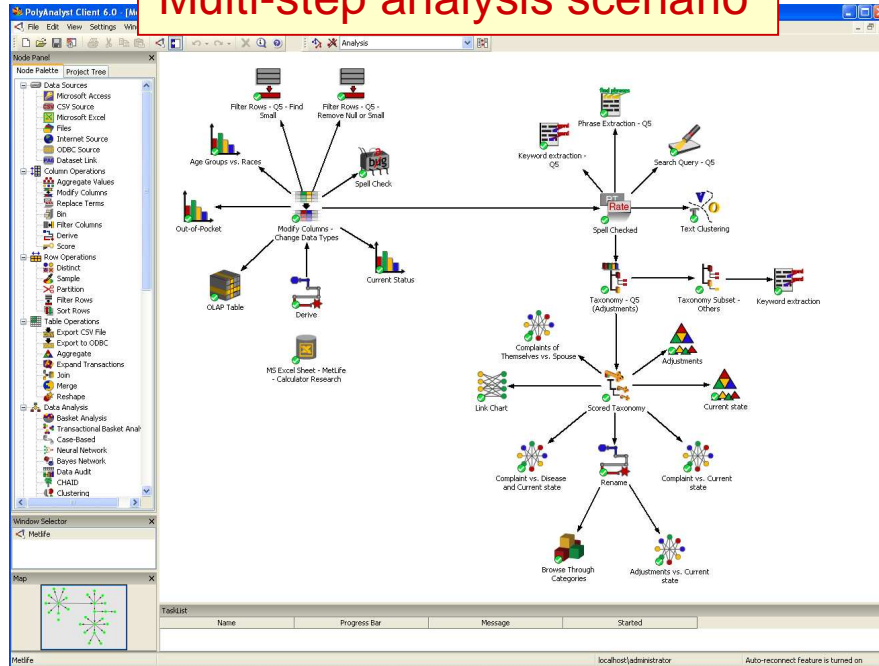 Multi-step analysis scenario
PolyAnalyst Client 6.0 - [M
File Edit View Settings
Analysis
Node Panel
Node Palette Project Tree
Data Sources
Microsoft Access
CSV Source
Microsoft Excel
Files
Internet Source
ODBC Source
Dataset Link
Column Operations
Aggregate Values
Modify Columns
Replace Terms
Bin
Filter Columns
Derive
Score
Row Operations
Distinct
Sample
Partition
Filter Rows
Sort Rows
Table Operations
Export CSV File
Export to ODBC
Aggregate
Expand Transactions
Join
Merge
Reshape
Data Analysis
Basket Analysis
Transactional Basket Anal
Case-Based
Neural Network
Bayes Network
Data Audit
CHAID
Clustering
Window Selector
Metlife
Map
Filter Rows - Q5 - Find
Small
Filter Rows - Q5 -
Remove Null or Small
Age Groups vs. Races
bug
Spell Check
Out-of-Pocket
Modify Columns -
Change Data Types
Current Status
OLAP Table
Derive
MS Excel Sheet - MetLife
- Calculator Research
Phrase Extraction - Q5
Keyword extraction -
Q5
Search Query - Q5
Rate
Spell Checked
Text Clustering
Taxonomy - Q5
(Adjustments)
Taxonomy Subset -
Others
Keyword extraction
Complaints of
Themselves vs. Spouse
Adjustments
Link Chart
Scored Taxonomy
Current state
Complaint vs. Disease
and Current state
Rename
Complaint vs. Current
state
Browse Through
Categories
Adjustments vs. Current
state
TaskList
Name Progress Bar Message Started
Metlife localhost\administrator Auto-reconnect feature is turned on